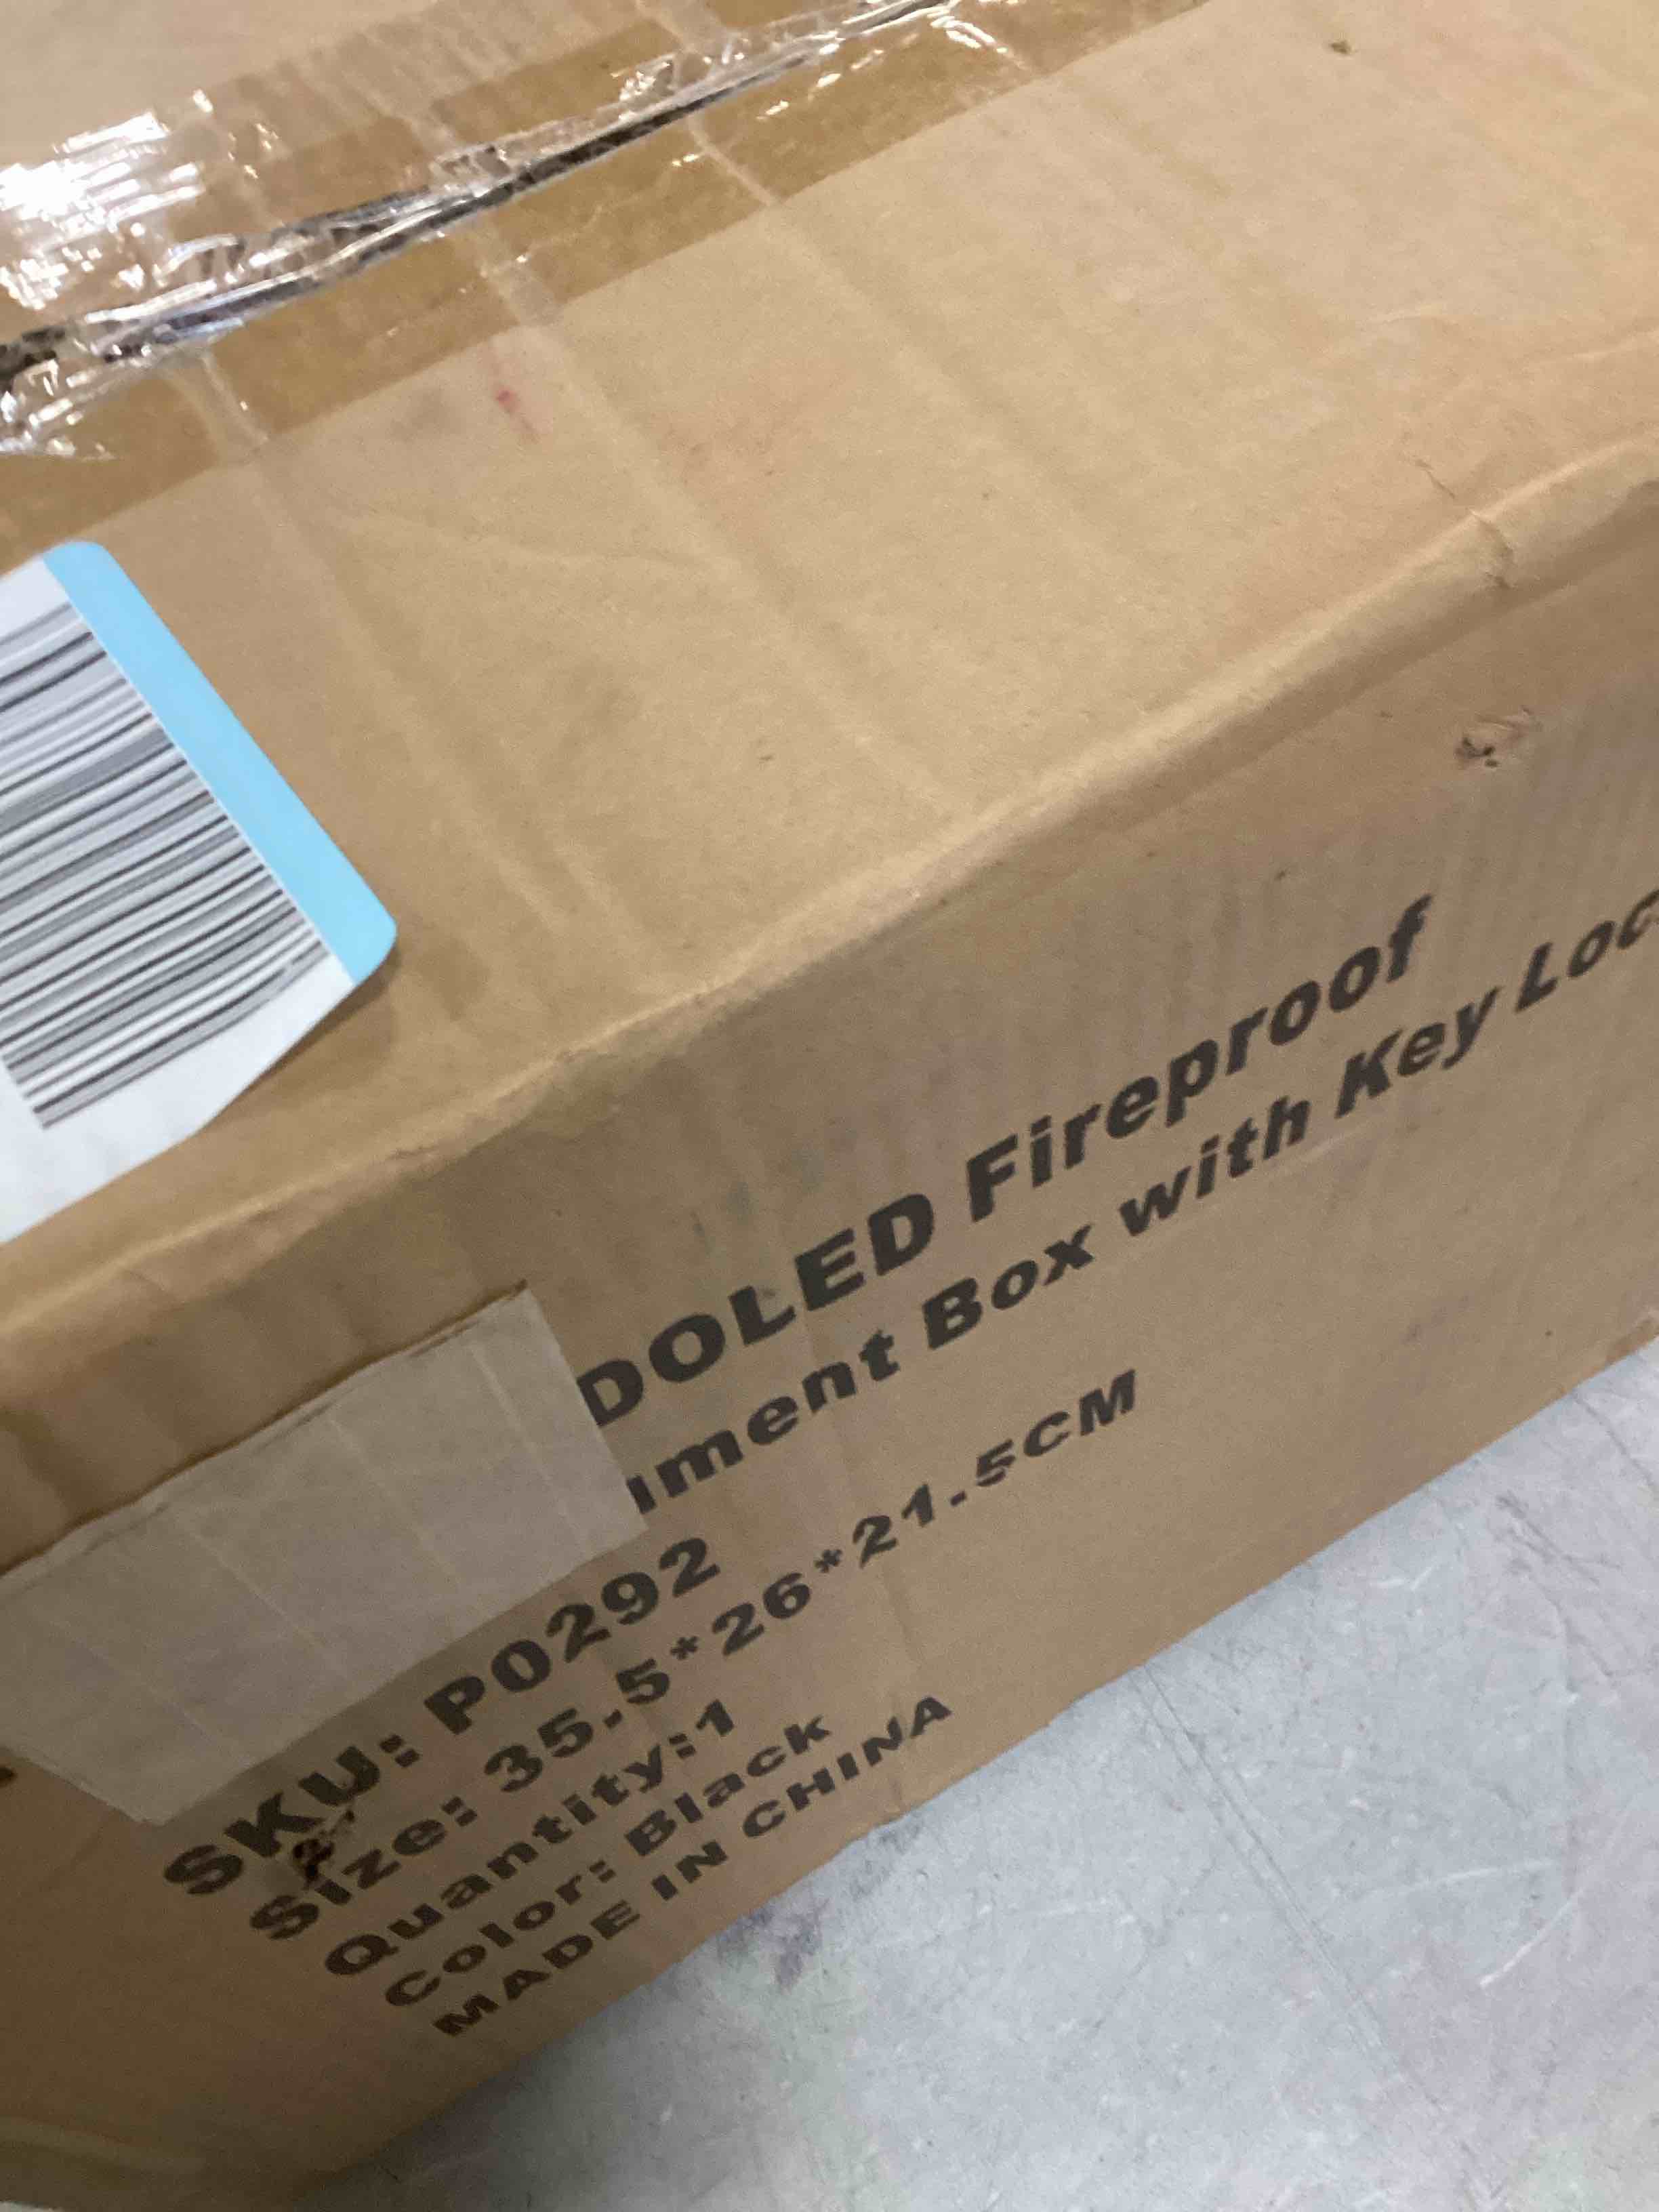 DOLED Fireproof
ument Box with Key Loc
SKU: P0292
Size: 35.5*26*21.5CM
Quantity:1
Color: Black
MADE IN CHINA